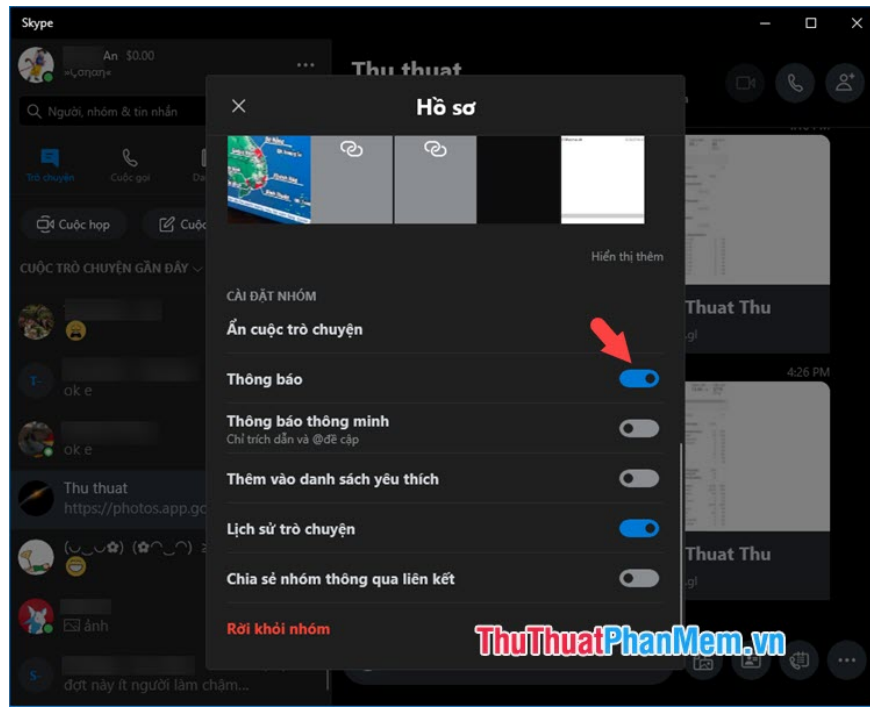 Skype
An $0.00
Thu thuat
Người, nhóm & tin nhắn
Trò chuyện
Cuộc gọi
Cuộc họp
CUỘC TRÒ CHUYỆN GẦN ĐÂY
ok e
ok e
Thu thuat
https://photos.app.go
ảnh
đợt này ít người làm chậm...
Hồ sơ
Hiển thị thêm
CÀI ĐẶT NHÓM
Ẩn cuộc trò chuyện
Thông báo
Thông báo thông minh
Chỉ trích dẫn và @đề cập
Thêm vào danh sách yêu thích
Lịch sử trò chuyện
Chia sẻ nhóm thông qua liên kết
Rời khỏi nhóm
Thuat Thu
.gl
4:26 PM
Thuat Thu
.gl
ThuThuatPhanMem.vn